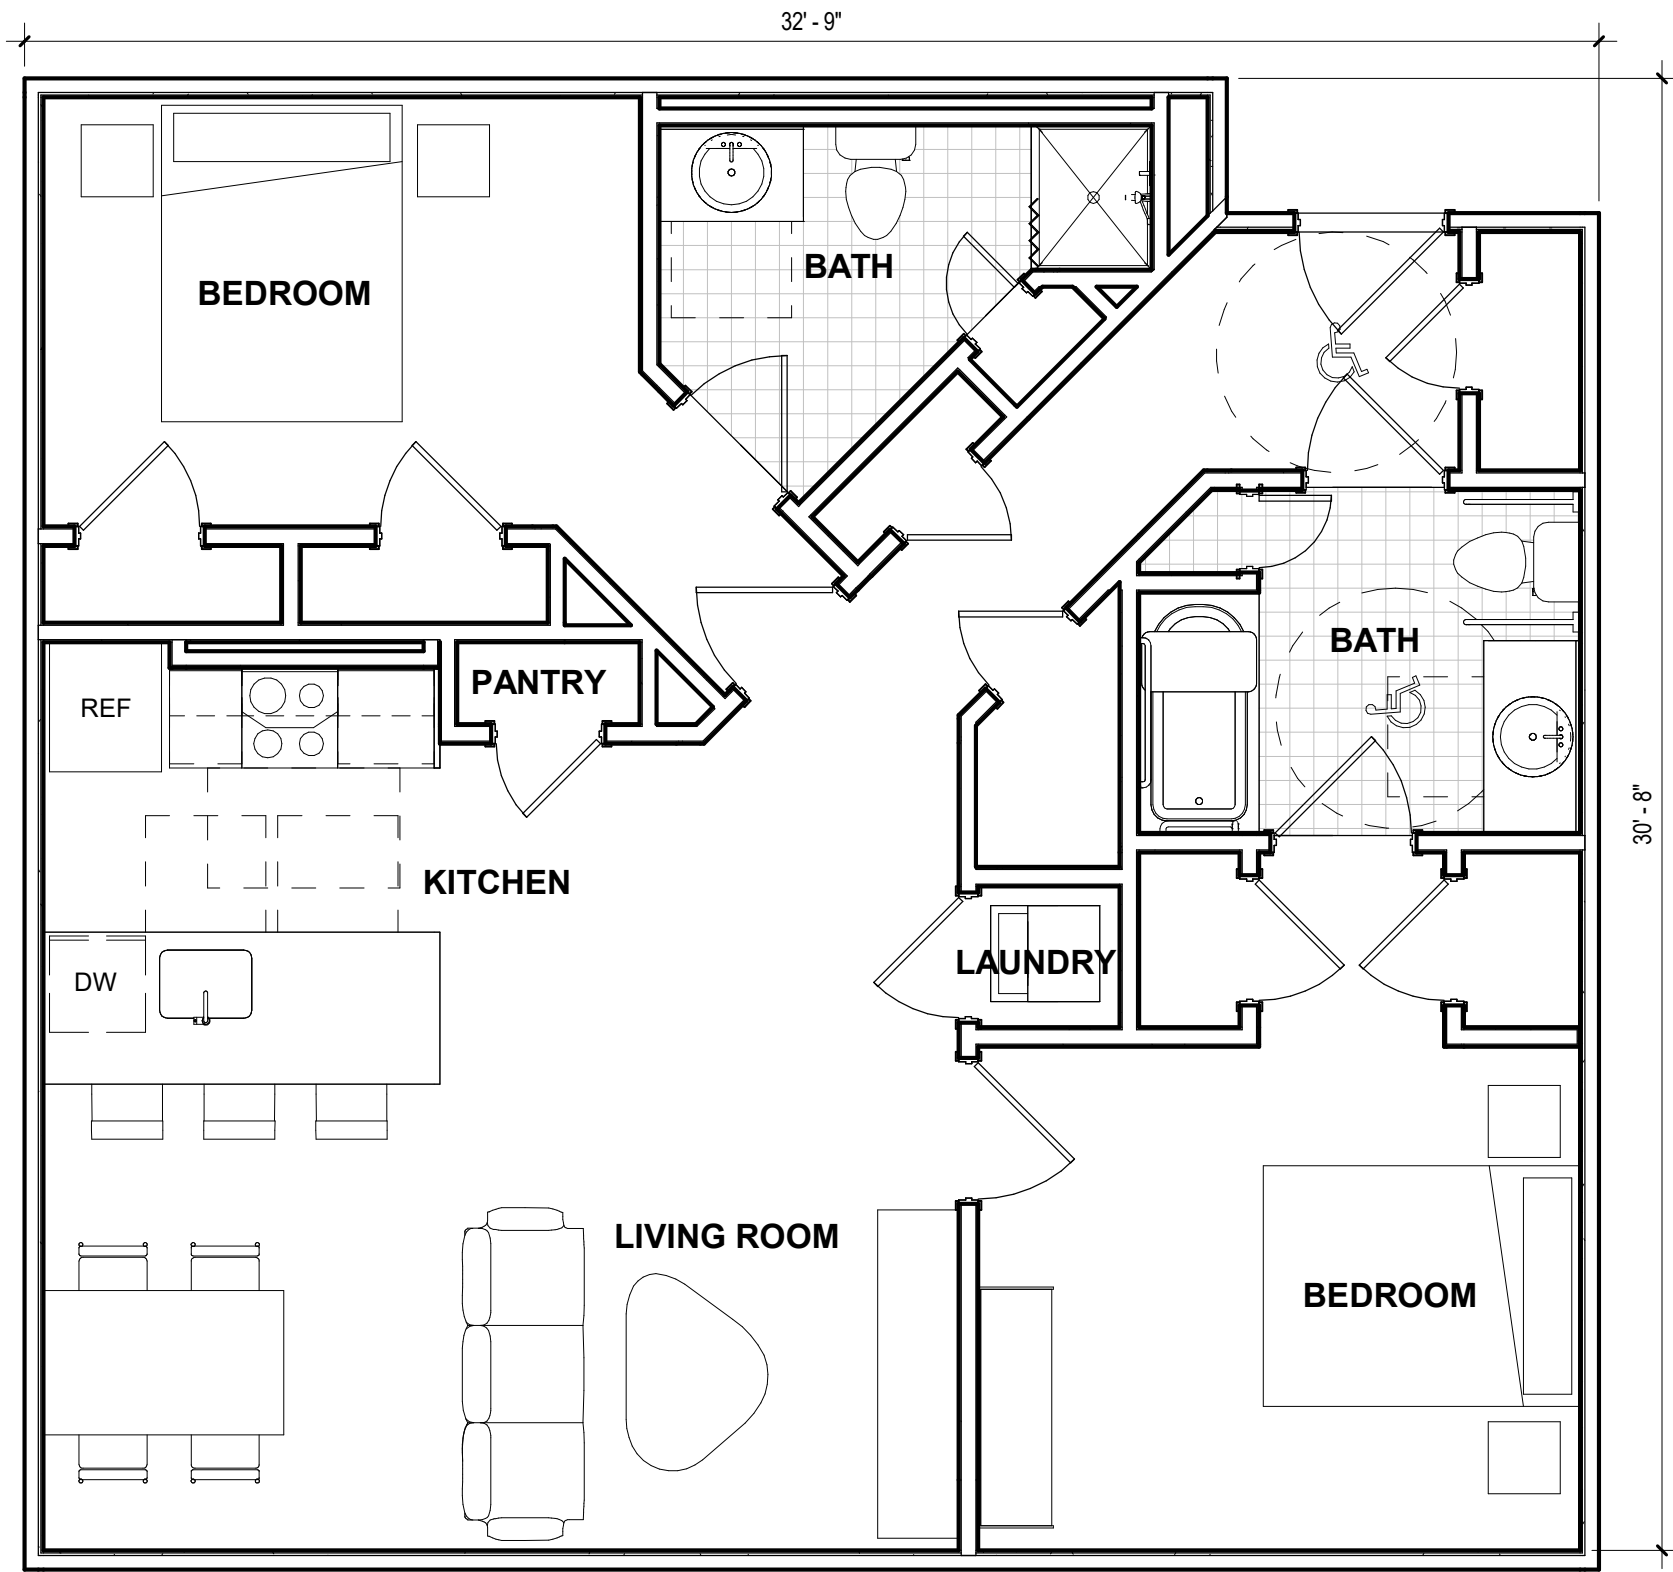 32' - 9"
BATH
BEDROOM
BATH
PANTRY
REF
30' - 8"
KITCHEN
LAUNDRY
DW
LIVING ROOM
BEDROOM